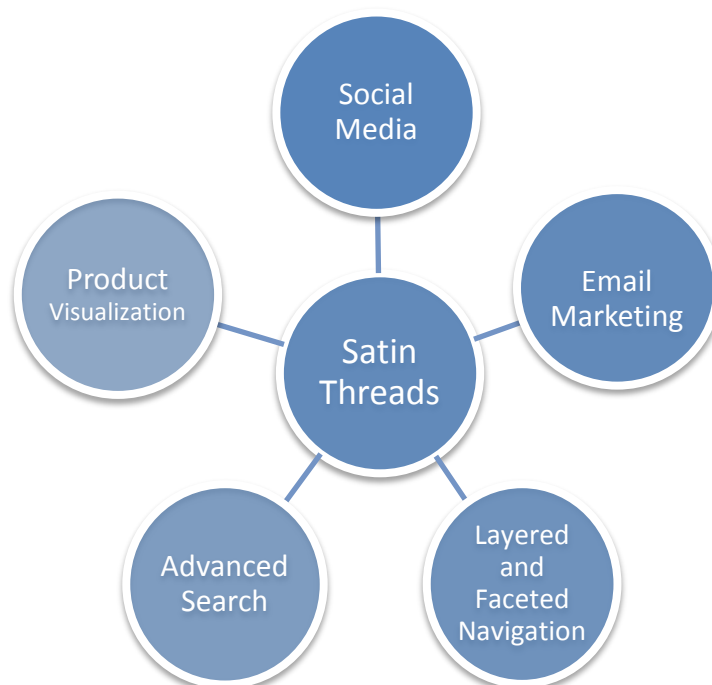 Social
Media
Email
Marketing
Layered
and
Faceted
Navigation
Advanced
Search
Product
Visualization
Satin
Threads